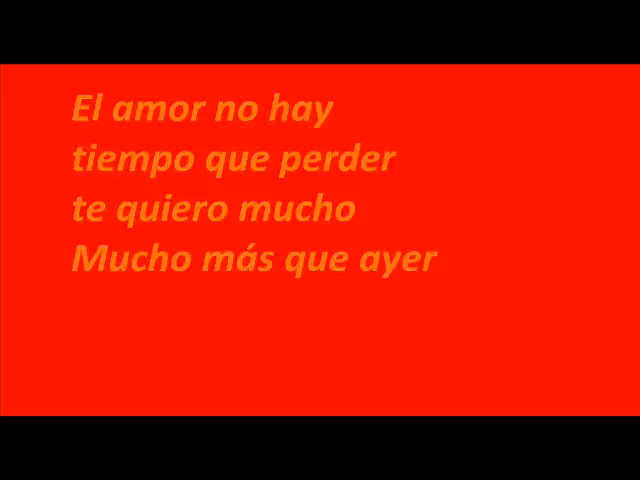 El amor no hay
tiempo que perder
te quiero mucho
Mucho más que ayer